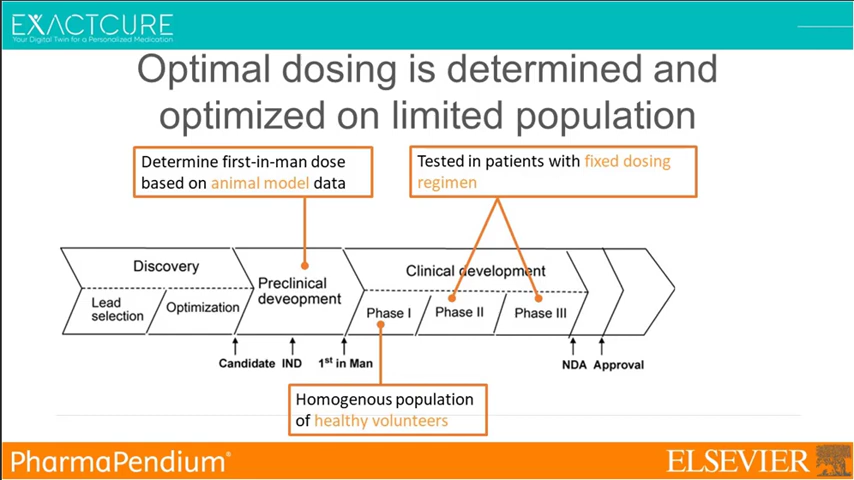 EXACTCURE
Your Digital Twin for a Personalized Medication
Optimal dosing is determined and
optimized on limited population
Determine first-in-man dose
based on animal model data
Tested in patients with fixed dosing
regimen
Discovery
Lead
selection
Optimization
Preclinical
deveopment
Clinical development
Phase I
Phase II
Phase III
Candidate
IND
1st in Man
NDA
Approval
Homogenous population
of healthy volunteers
PharmaPendium®
ELSEVIER